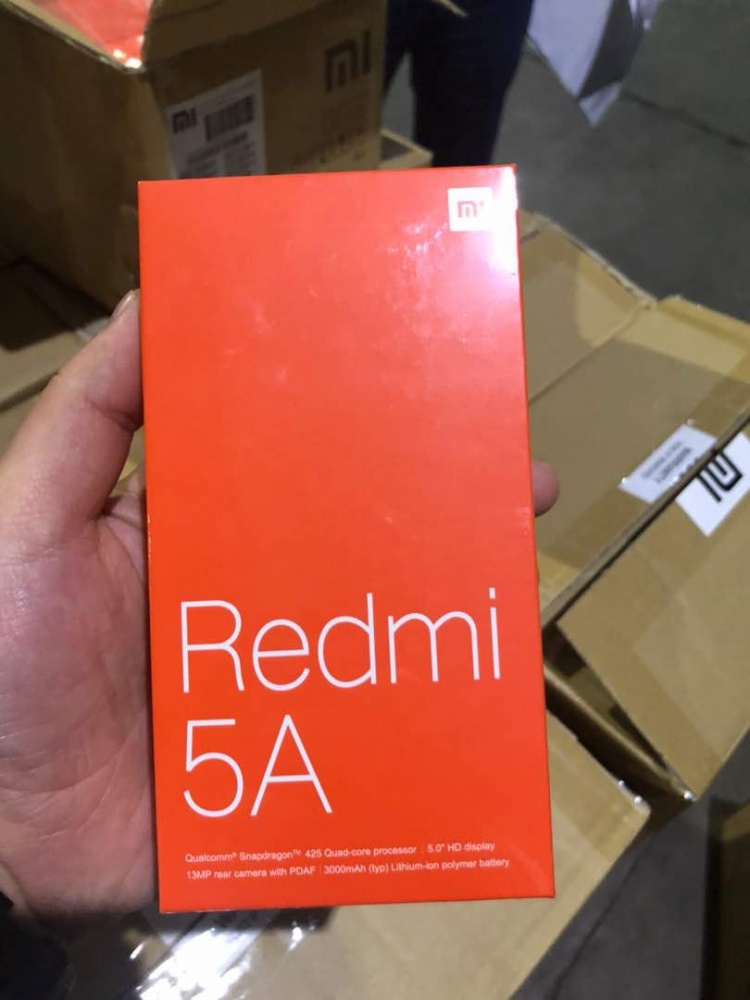 mi
mi
mi
Redmi
5A
Qualcomm® Snapdragon™ 425 Quad-core processor | 5.0" HD display
13MP rear camera with PDAF | 3000mAh (typ) Lithium-ion polymer battery
mi